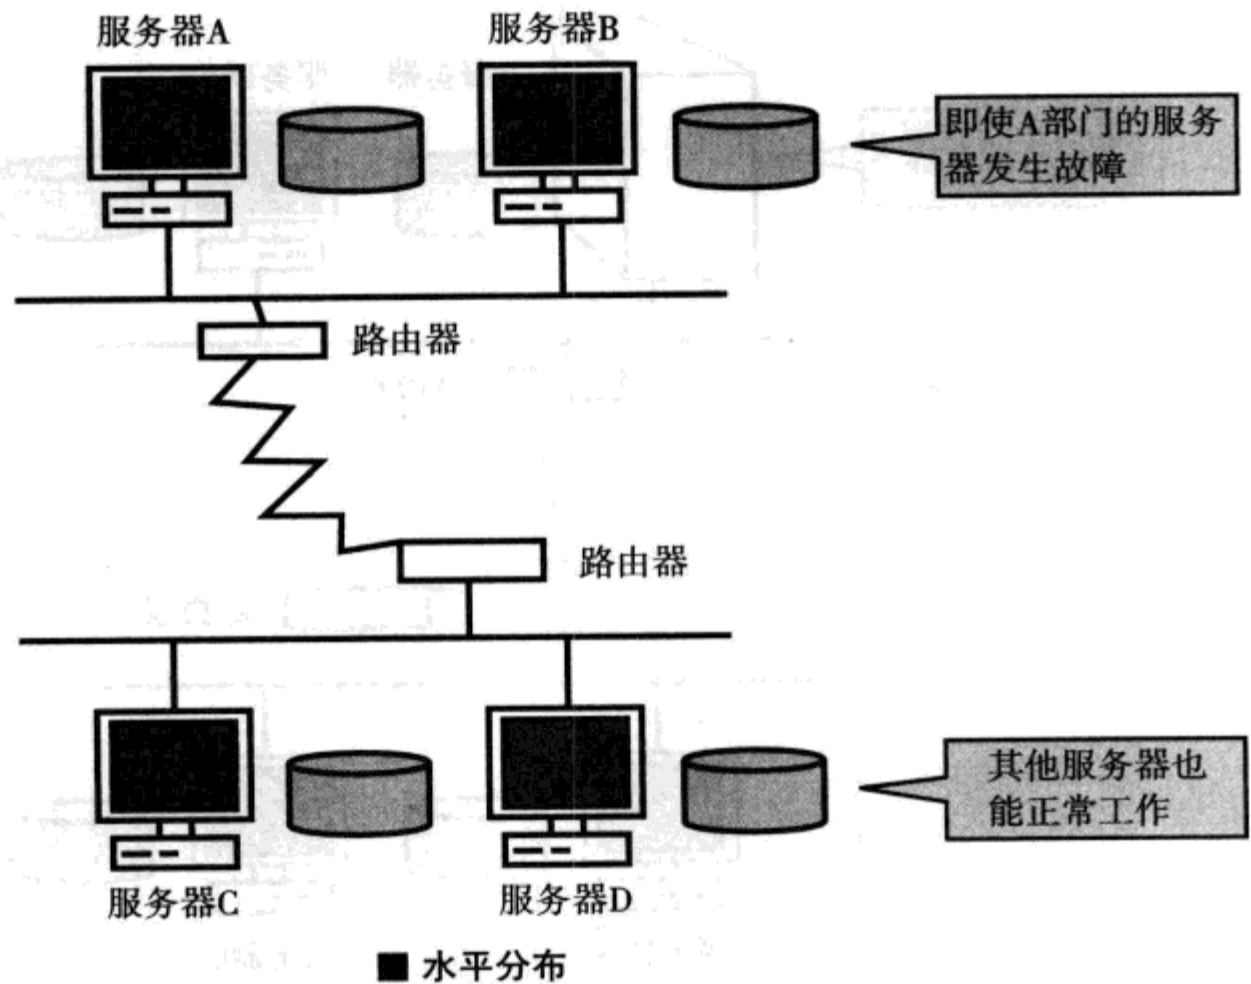 服务器A
服务器B
即使A部门的服务
器发生故障
路由器
路由器
其他服务器也
能正常工作
服务器C
服务器D
■ 水平分布